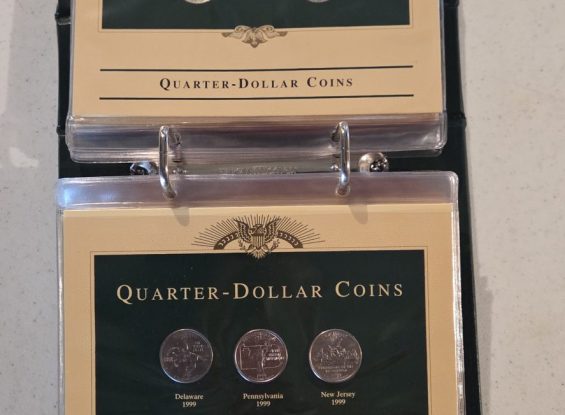 QUARTER-DOLLAR COINS
QUARTER-DOLLAR COINS
Delaware
1999
Pennsylvania
1999
New Jersey
1999